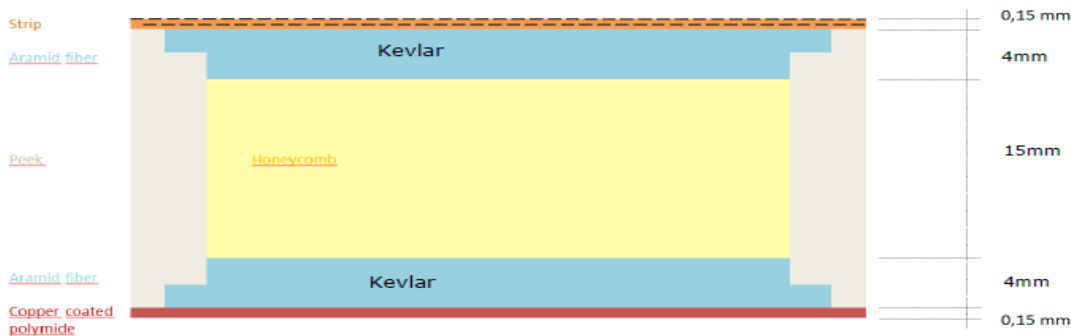 Strip
0,15 mm
Kevlar
Aramid fiber
4mm
Peek
Honeycomb
15mm
Aramid fiber
Kevlar
4mm
Copper coated
polymide
0,15 mm